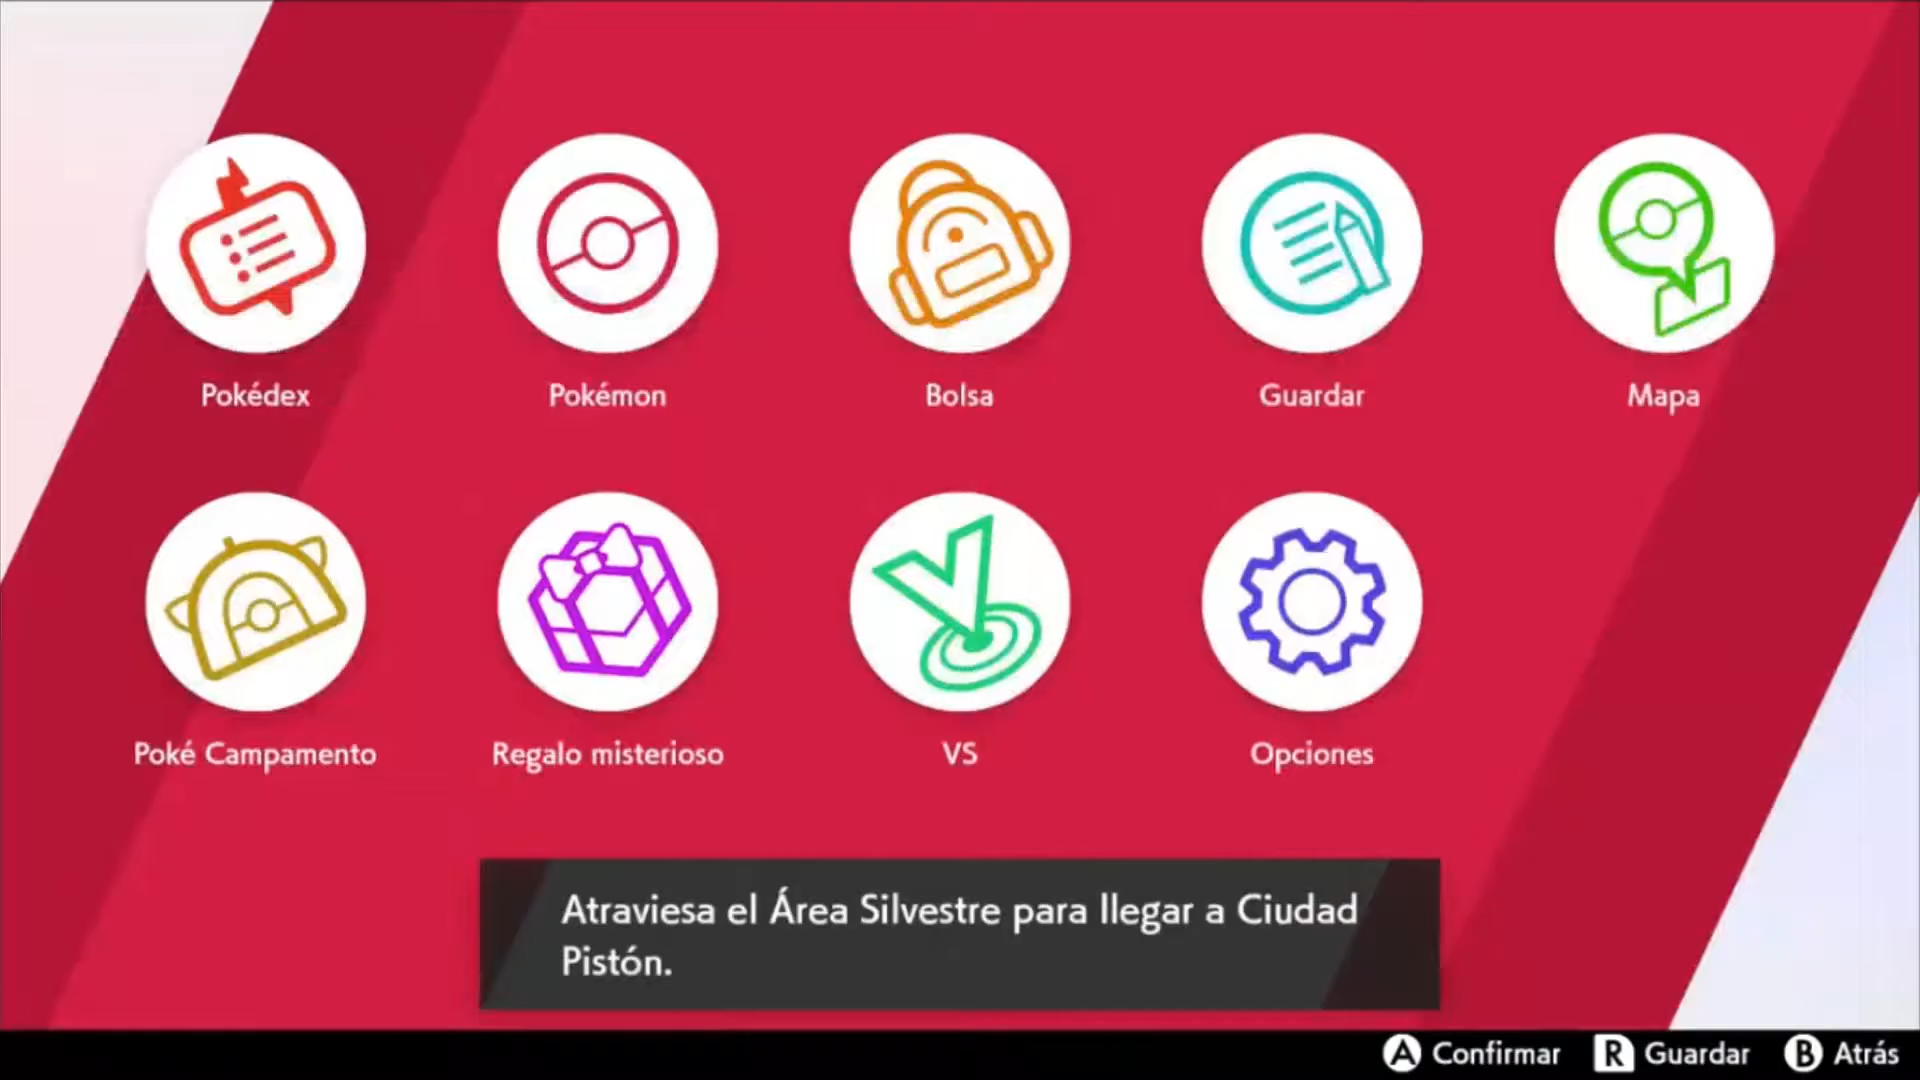 Pokédex
Pokémon
Bolsa
Guardar
Mapa
Poké Campamento
Regalo misterioso
VS
Opciones
Atraviesa el Área Silvestre para llegar a Ciudad
Pistón.
A Confirmar R Guardar B Atrás